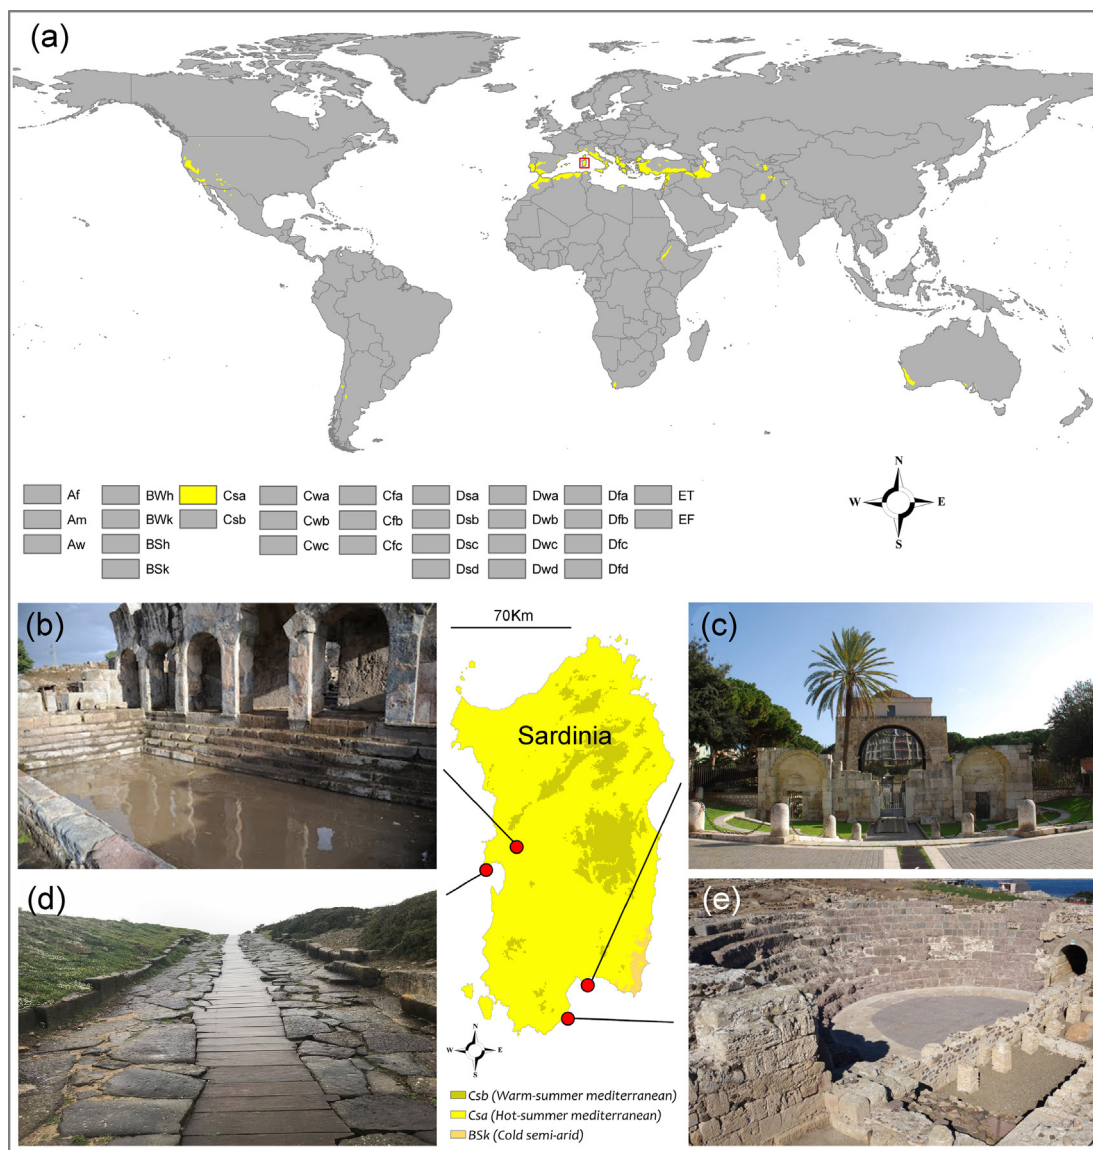 (a)
N
W E
S
Af BWh Csa Cwa Cfa Dsa Dwa Dfa ET
Am BWk Csb Cwb Cfb Dsb Dwb Dfb EF
Aw BSh Cwc Cfc Dsc Dwc Dfc
BSk Dsd Dwd Dfd
(b)
70Km
(c)
Sardinia
(d)
(e)
N
W E
S
Csb (Warm-summer mediterranean)
Csa (Hot-summer mediterranean)
BSk (Cold semi-arid)